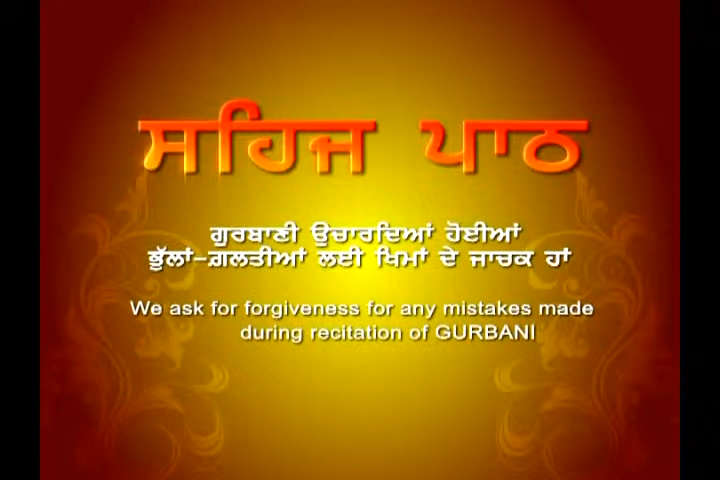 ਸਹਿਜ ਪਾਠ
ਗੁਰਬਾਣੀ ਉਚਾਰਦਿਆਂ ਹੋਈਆਂ
ਭੁੱਲਾਂ-ਗ਼ਲਤੀਆਂ ਲਈ ਖਿਮਾਂ ਦੇ ਜਾਚਕ ਹਾਂ
We ask for forgiveness for any mistakes made
during recitation of GURBANI